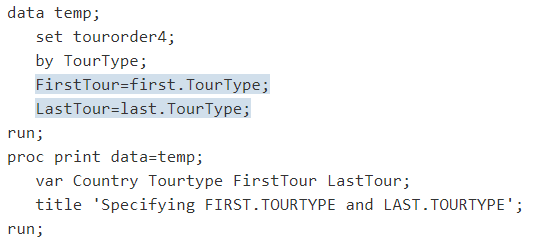 data temp;
set tourorder4;
by TourType;
FirstTour=first.TourType;
LastTour=last.TourType;
run;
proc print data=temp;
var Country Tourtype FirstTour LastTour;
title 'Specifying FIRST.TOURTYPE and LAST.TOURTYPE';
run;